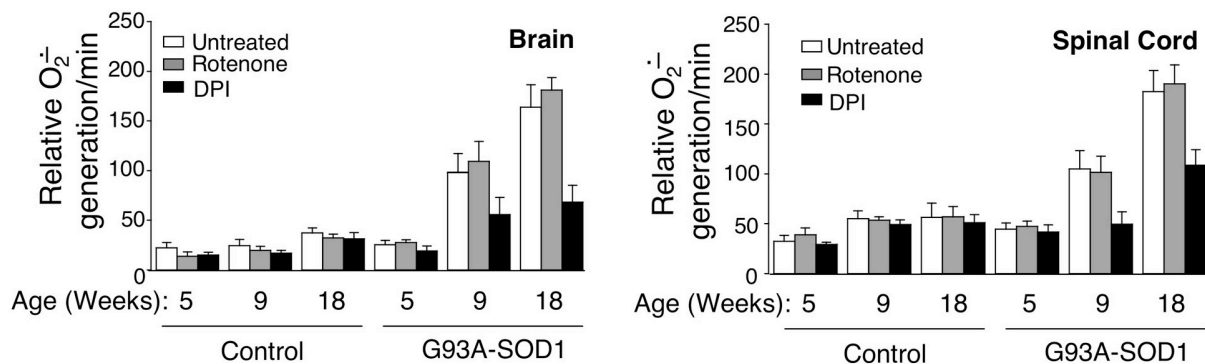 250
200
150
100
50
0
Relative O₂∸
generation/min
Untreated
Rotenone
DPI
Brain
Age (Weeks): 5 9 18 5 9 18
Control G93A-SOD1
250
200
150
100
50
0
Relative O₂∸
generation/min
Untreated
Rotenone
DPI
Spinal Cord
Age (Weeks): 5 9 18 5 9 18
Control G93A-SOD1